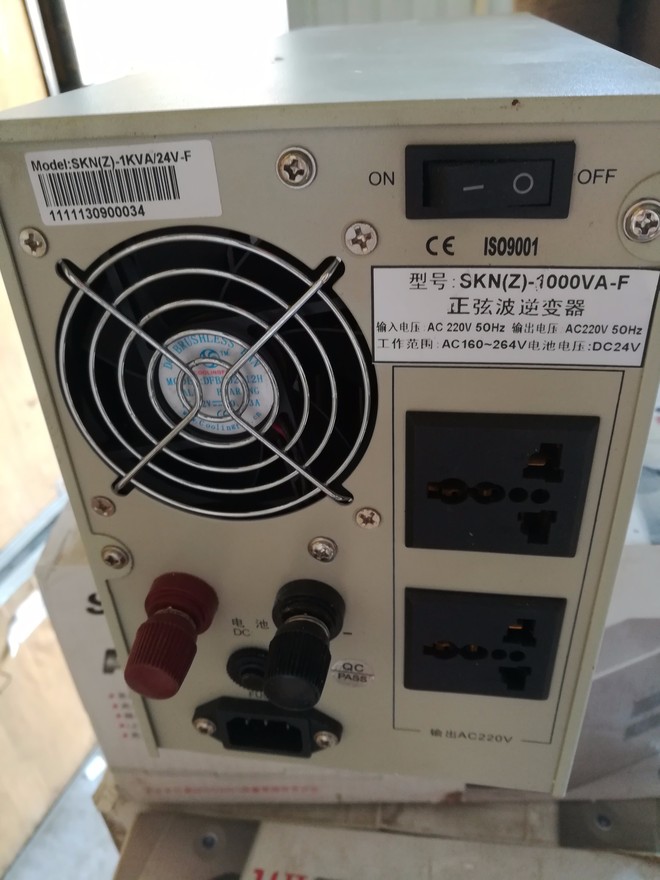 Model:SKN(Z)-1KVA/24V-F
1111130900034
ON
OFF
CE ISO9001
型号:SKN(Z)-1000VA-F
正弦波逆变器
输入电压:AC 220V 50Hz 输出电压 AC220V 50Hz
工作范围:AC160~264V电池电压:DC24V
电池
DC
−
QC
PASS
输出AC220V